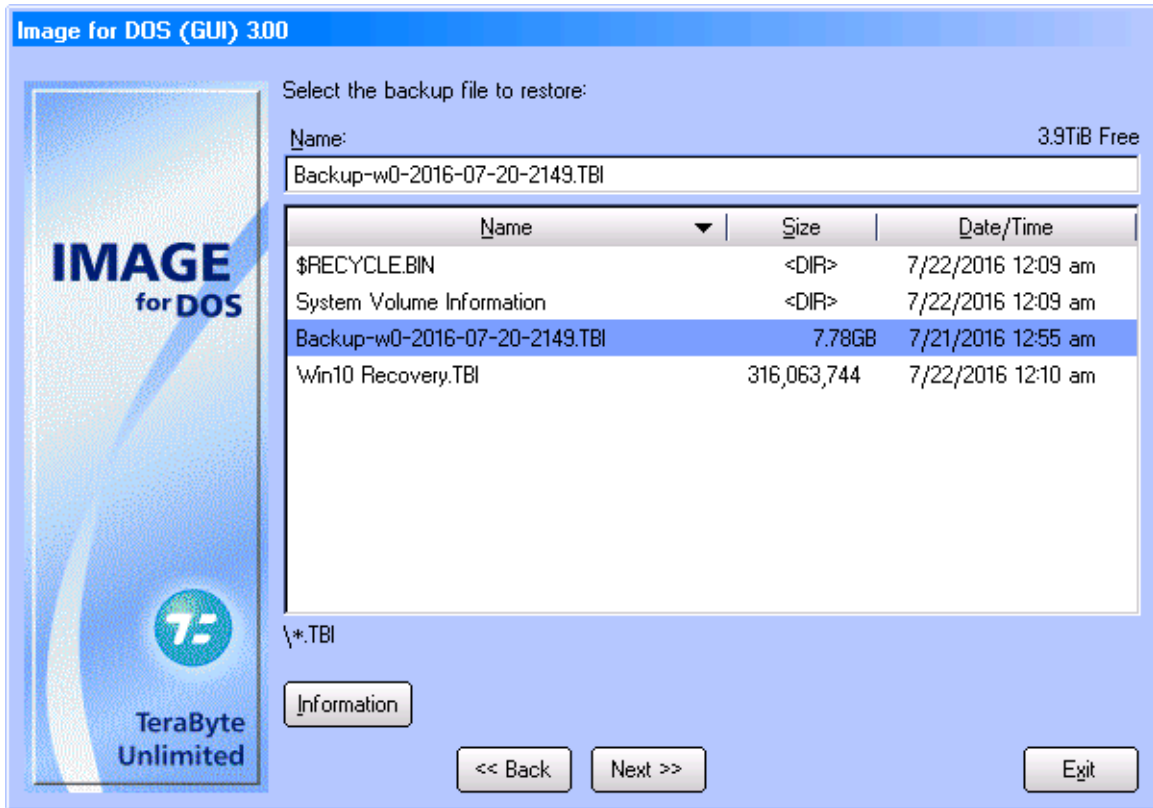 Image for DOS (GUI) 3.00
IMAGE
for DOS
TeraByte
Unlimited
Select the backup file to restore:
Name: 3.9TiB Free
Backup-w0-2016-07-20-2149.TBI
Name Size Date/Time
$RECYCLE.BIN <DIR> 7/22/2016 12:09 am
System Volume Information <DIR> 7/22/2016 12:09 am
Backup-w0-2016-07-20-2149.TBI 7.78GB 7/21/2016 12:55 am
Win10 Recovery.TBI 316,063,744 7/22/2016 12:10 am
\*.TBI
Information
<< Back Next >> Exit